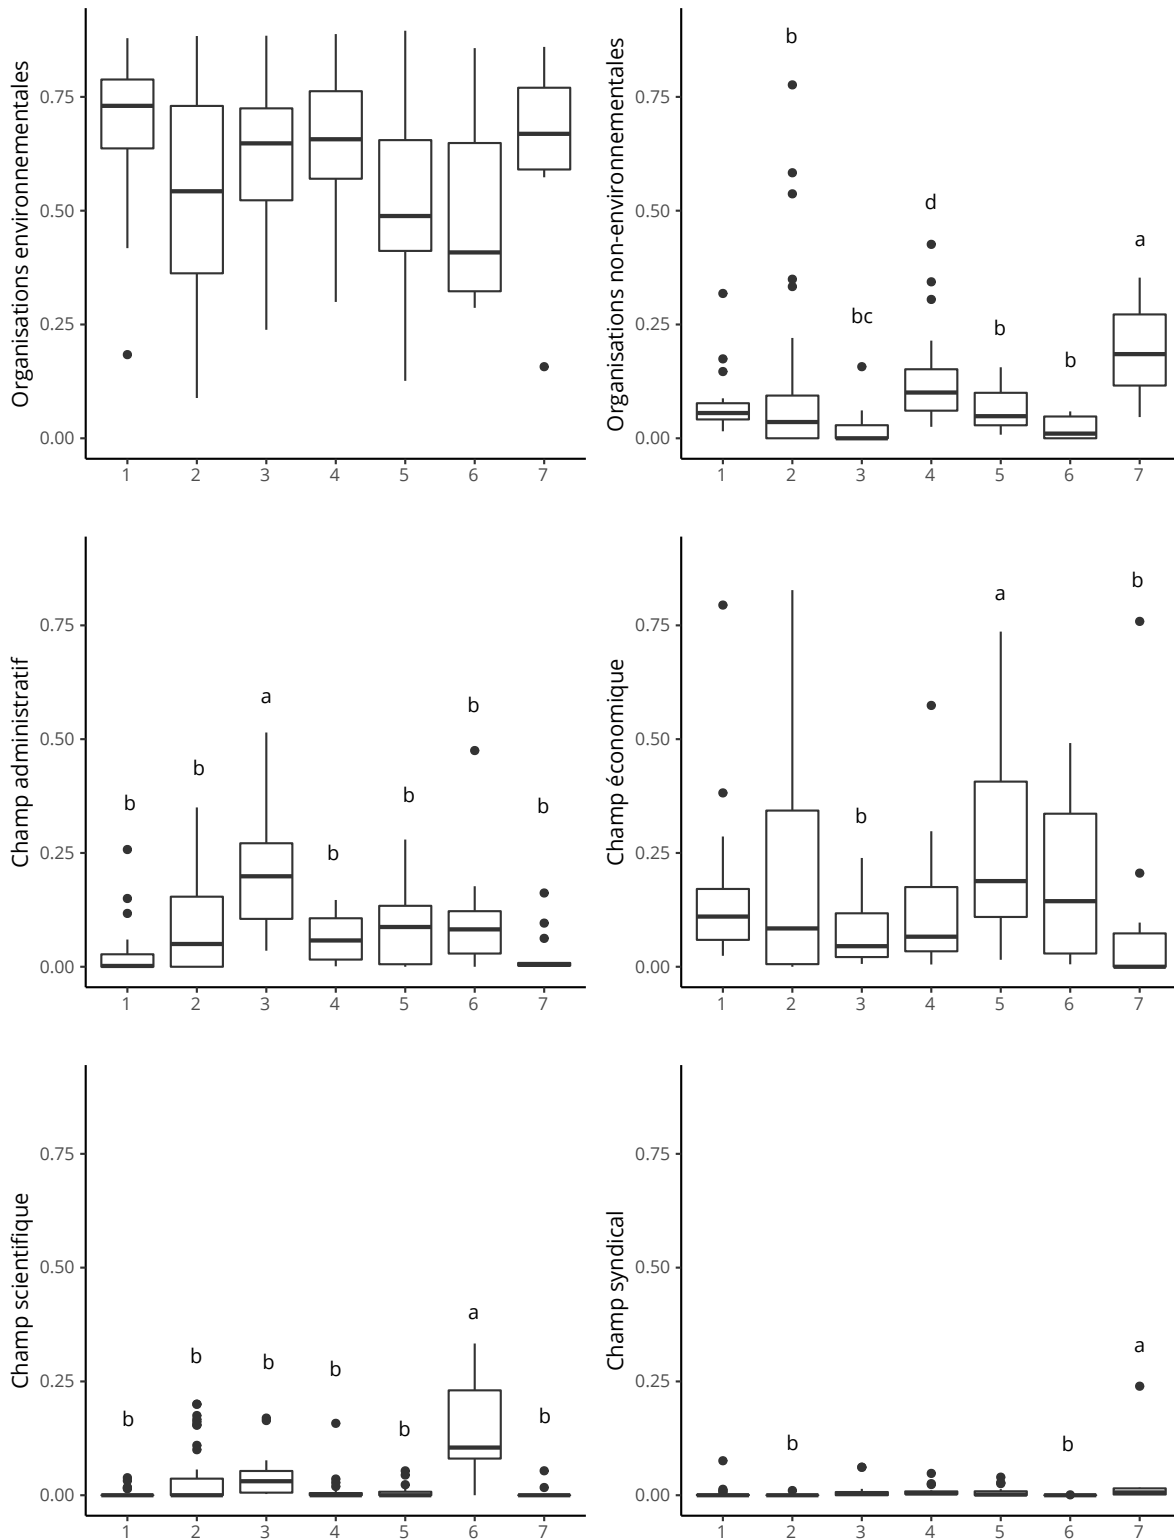 Organisations environnementales
0.75
0.50
0.25
0.00
1 2 3 4 5 6 7
Organisations non-environnementales
0.75
0.50
0.25
0.00
b
d
a
bc
b
b
1 2 3 4 5 6 7
Champ administratif
0.75
0.50
0.25
0.00
a
b
b
b
b
b
b
1 2 3 4 5 6 7
Champ économique
0.75
0.50
0.25
0.00
b
a
b
1 2 3 4 5 6 7
Champ scientifique
0.75
0.50
0.25
0.00
a
b
b
b
b
b
b
1 2 3 4 5 6 7
Champ syndical
0.75
0.50
0.25
0.00
a
b
b
1 2 3 4 5 6 7